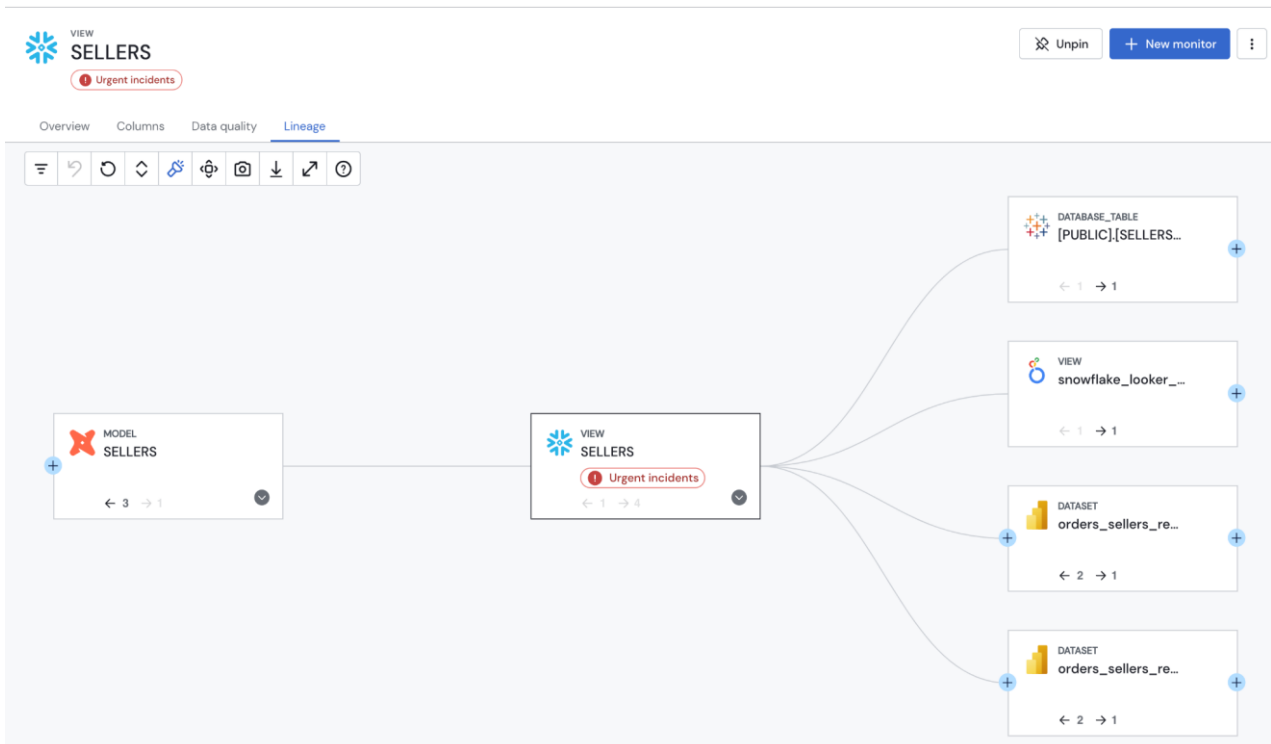 VIEW
SELLERS
Urgent incidents
Unpin
+ New monitor
Overview Columns Data quality Lineage
DATABASE_TABLE
[PUBLIC].[SELLERS...
← 1 → 1
VIEW
snowflake_looker_...
← 1 → 1
MODEL
SELLERS
← 3 → 1
VIEW
SELLERS
Urgent incidents
← 1 → 4
DATASET
orders_sellers_re...
← 2 → 1
DATASET
orders_sellers_re...
← 2 → 1